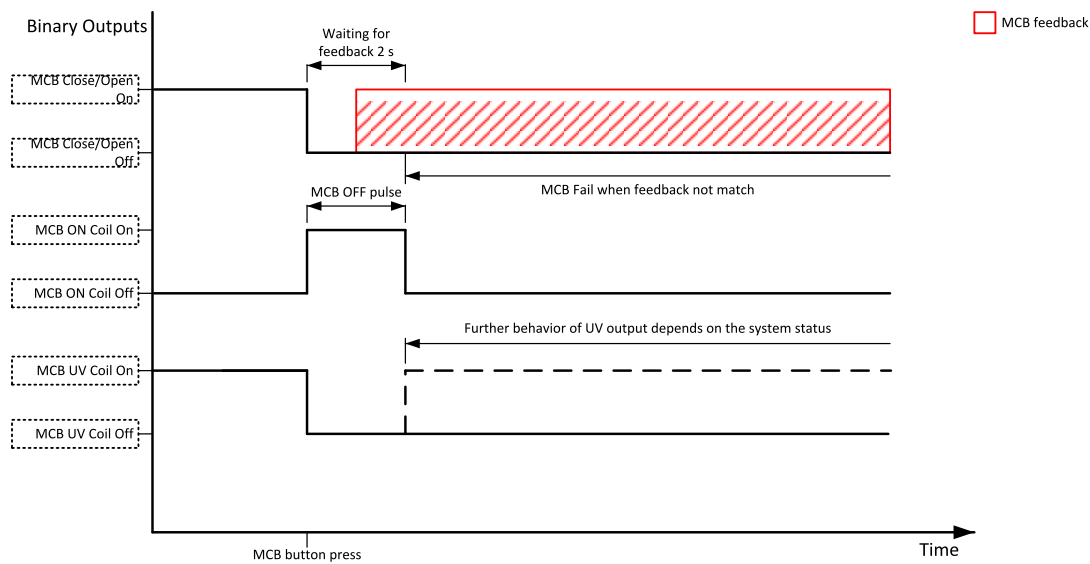 Binary Outputs
MCB feedback
Waiting for
feedback 2 s
MCB Close/Open
On
MCB Close/Open
Off
MCB Fail when feedback not match
MCB OFF pulse
MCB ON Coil On
MCB ON Coil Off
Further behavior of UV output depends on the system status
MCB UV Coil On
MCB UV Coil Off
Time
MCB button press